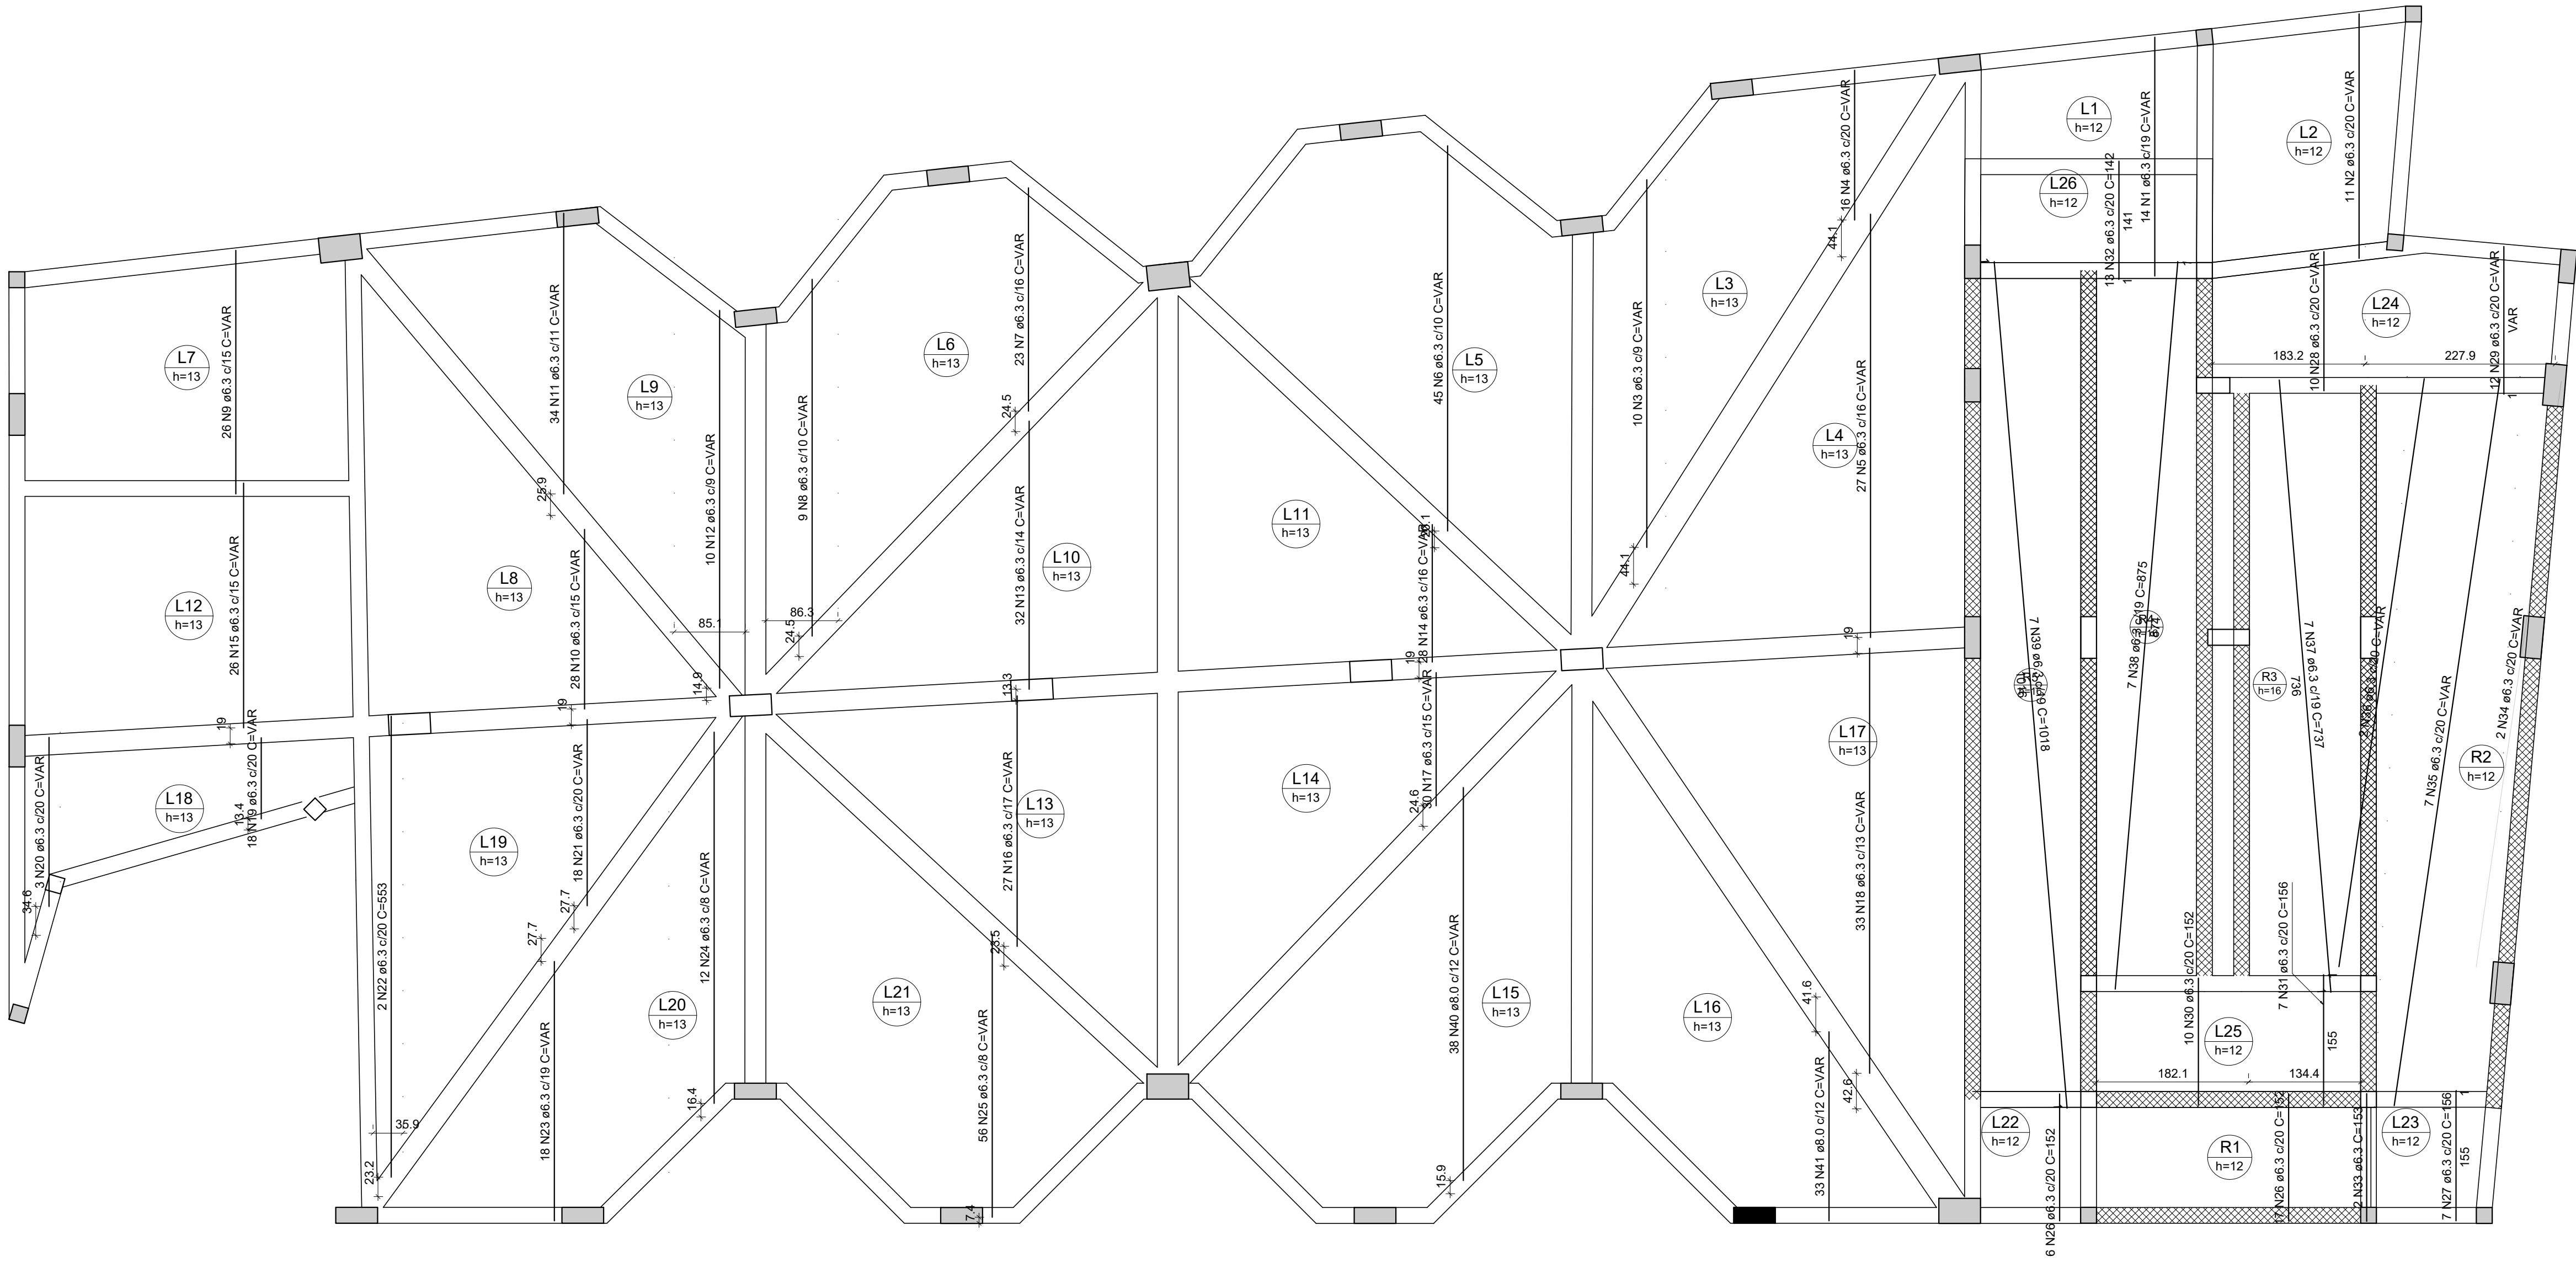 L1
h=12
L2
h=12
L26
h=12
L24
h=12
L3
h=13
L4
h=13
L5
h=13
L6
h=13
L7
h=13
L9
h=13
L8
h=13
L12
h=13
L10
h=13
L11
h=13
L18
h=13
L19
h=13
L20
h=13
L21
h=13
L13
h=13
L14
h=13
L15
h=13
L16
h=13
L17
h=13
L22
h=12
L23
h=12
L25
h=12
R1
h=12
R2
h=12
R3
h=16
26 N9 ø6.3 c/15 C=VAR
34 N11 ø6.3 c/11 C=VAR
25.9
10 N12 ø6.3 c/9 C=VAR
14.9
85.1
86.3
9 N8 ø6.3 c/10 C=VAR
24.5
23 N7 ø6.3 c/16 C=VAR
24.5
32 N13 ø6.3 c/14 C=VAR
13.3
45 N6 ø6.3 c/10 C=VAR
28 N14 ø6.3 c/16 C=VAR
19
10 N3 ø6.3 c/9 C=VAR
44.1
16 N4 ø6.3 c/20 C=VAR
44.1
27 N5 ø6.3 c/16 C=VAR
19
13 N32 ø6.3 c/20 C=142
141
1
14 N1 ø6.3 c/19 C=VAR
11 N2 ø6.3 c/20 C=VAR
10 N28 ø6.3 c/20 C=VAR
12 N29 ø6.3 c/20 C=VAR
VAR
1
183.2
227.9
26 N15 ø6.3 c/15 C=VAR
19
28 N10 ø6.3 c/15 C=VAR
19
18 N19 ø6.3 c/20 C=VAR
13.4
3 N20 ø6.3 c/20 C=VAR
34.6
2 N22 ø6.3 c/20 C=553
23.2
35.9
18 N21 ø6.3 c/20 C=VAR
27.7
27.7
18 N23 ø6.3 c/19 C=VAR
12 N24 ø6.3 c/8 C=VAR
16.4
56 N25 ø6.3 c/8 C=VAR
7.4
27 N16 ø6.3 c/17 C=VAR
30 N17 ø6.3 c/15 C=VAR
24.6
38 N40 ø8.0 c/12 C=VAR
15.9
33 N18 ø6.3 c/13 C=VAR
42.6
41.6
33 N41 ø8.0 c/12 C=VAR
7 N39 ø6.3 c/19 C=1018
7 N38 ø6.3 c/19 C=875
874
7 N37 ø6.3 c/19 C=737
736
2 N36 ø6.3 c/20 C=VAR
7 N35 ø6.3 c/20 C=VAR
2 N34 ø6.3 c/20 C=VAR
10 N30 ø6.3 c/20 C=152
7 N31 ø6.3 c/20 C=156
155
182.1
134.4
6 N26 ø6.3 c/20 C=152
17 N26 ø6.3 c/20 C=152
2 N33 ø6.3 C=153
7 N27 ø6.3 c/20 C=156
155
1